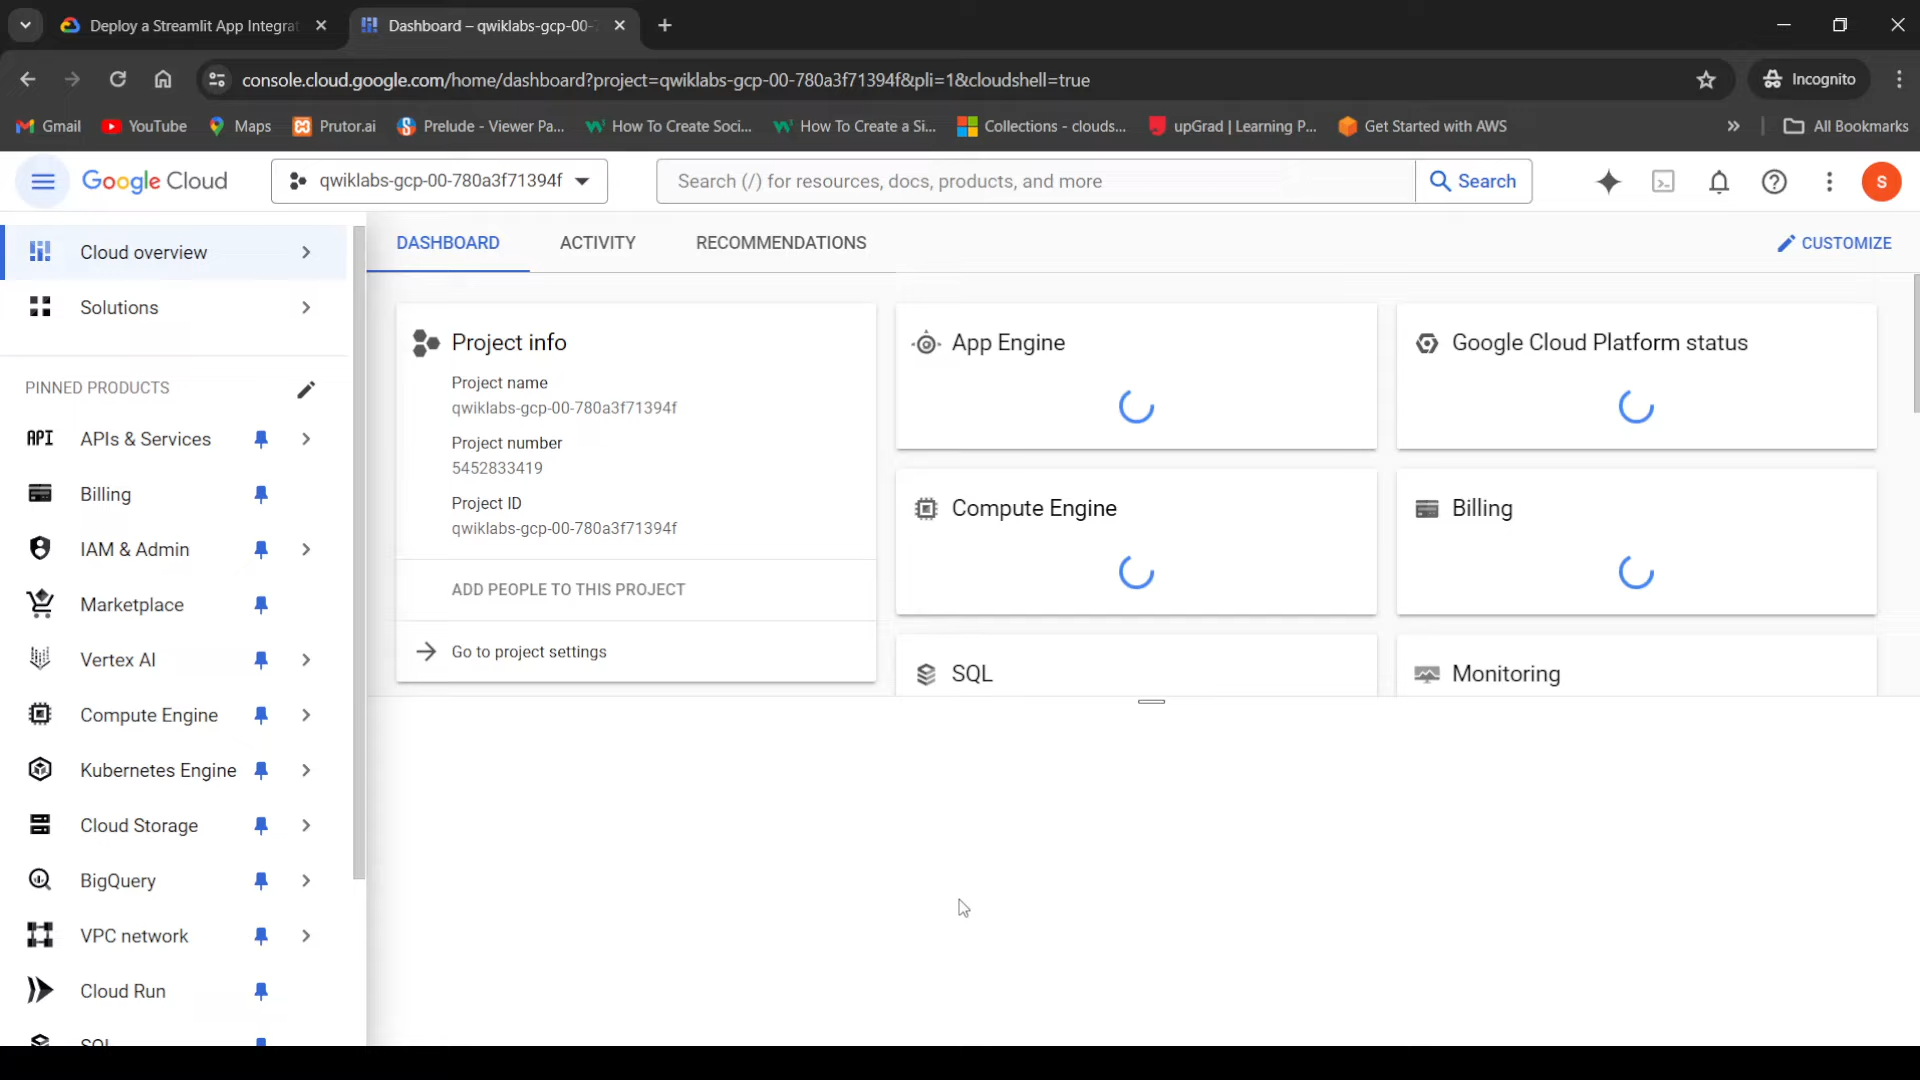 Deploy a Streamlit App Integrat
Dashboard – qwiklabs-gcp-00-
console.cloud.google.com/home/dashboard?project=qwiklabs-gcp-00-780a3f71394f&pli=1&cloudshell=true
Incognito
Gmail
YouTube
Maps
Prutor.ai
Prelude - Viewer Pa...
How To Create Soci...
How To Create a Si...
Collections - clouds...
upGrad | Learning P...
Get Started with AWS
All Bookmarks
Google Cloud
qwiklabs-gcp-00-780a3f71394f
Search (/) for resources, docs, products, and more
Search
S
Cloud overview
Solutions
PINNED PRODUCTS
API
APIs & Services
Billing
IAM & Admin
Marketplace
Vertex AI
Compute Engine
Kubernetes Engine
Cloud Storage
BigQuery
VPC network
Cloud Run
SQL
DASHBOARD
ACTIVITY
RECOMMENDATIONS
CUSTOMIZE
Project info
Project name
qwiklabs-gcp-00-780a3f71394f
Project number
5452833419
Project ID
qwiklabs-gcp-00-780a3f71394f
ADD PEOPLE TO THIS PROJECT
Go to project settings
App Engine
Compute Engine
SQL
Google Cloud Platform status
Billing
Monitoring